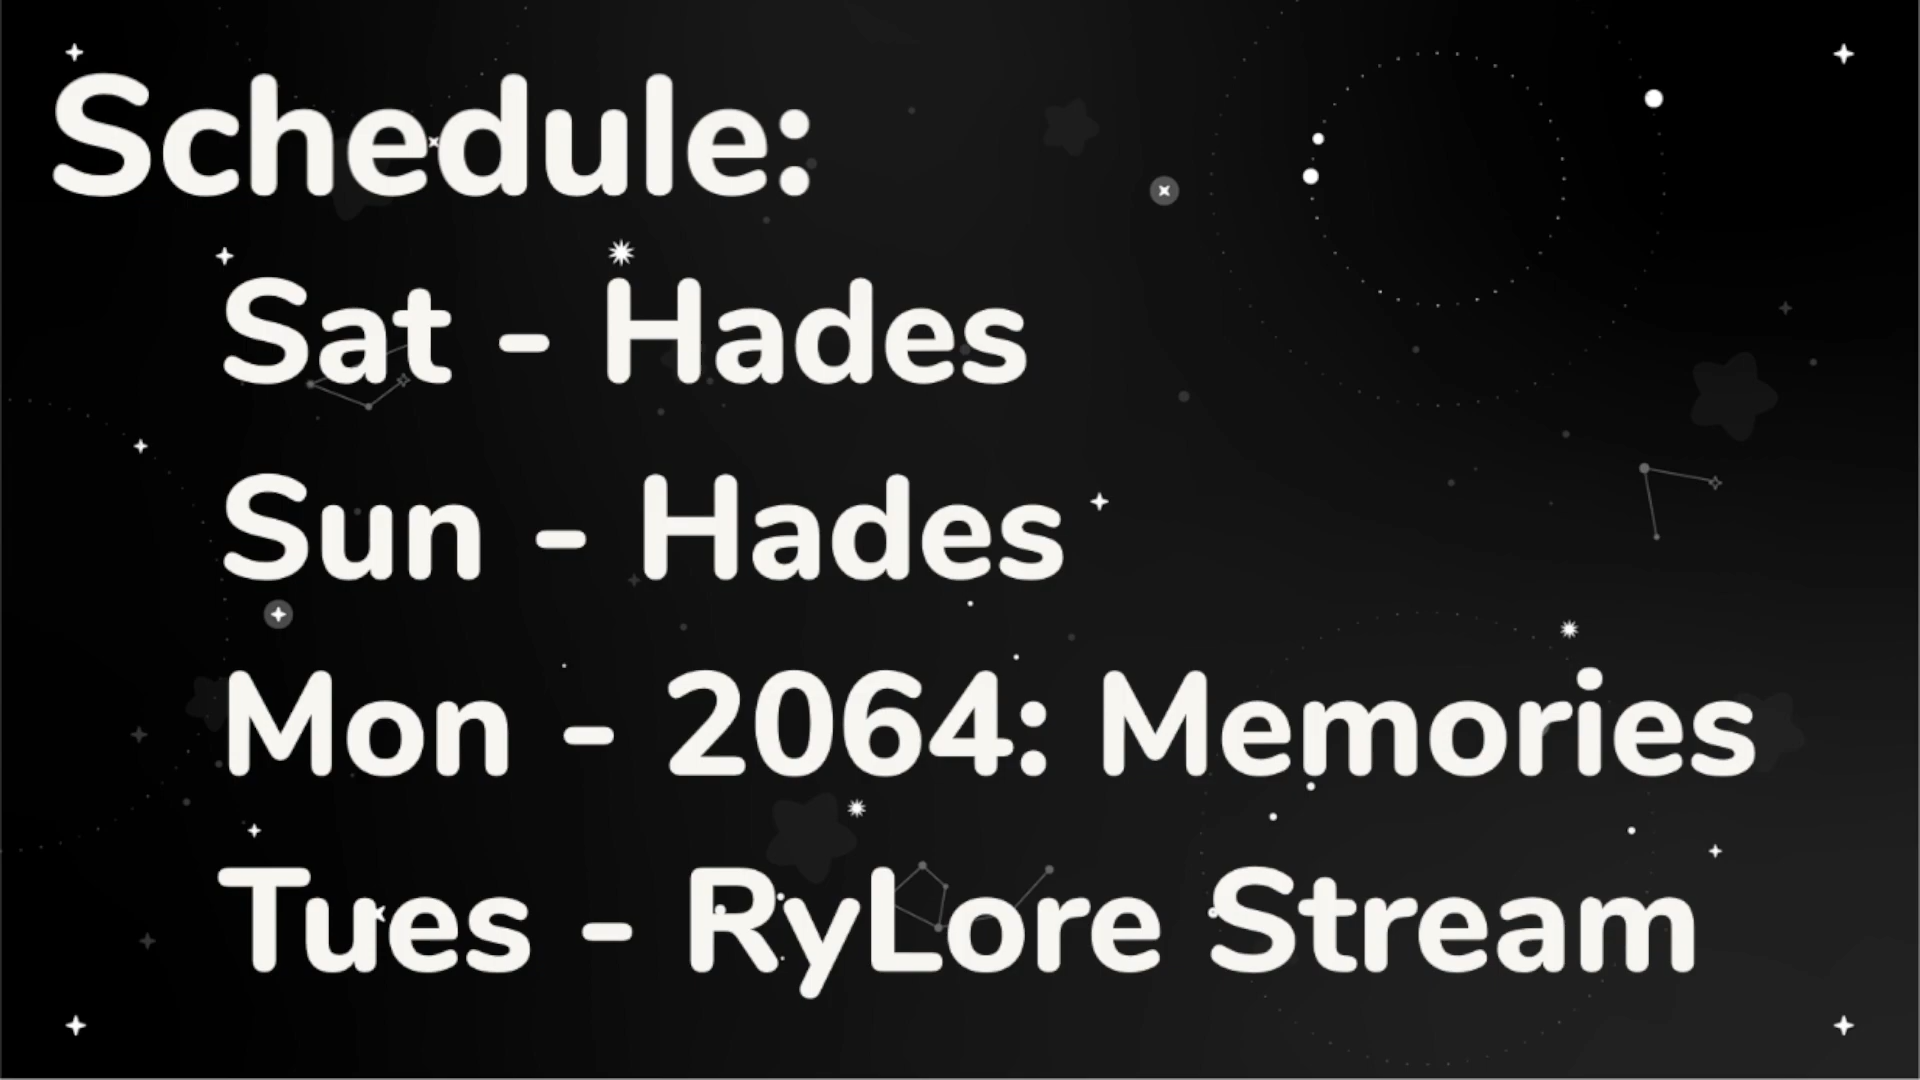 Schedule:
Sat - Hades
Sun - Hades
Mon - 2064: Memories
Tues - RyLore Stream